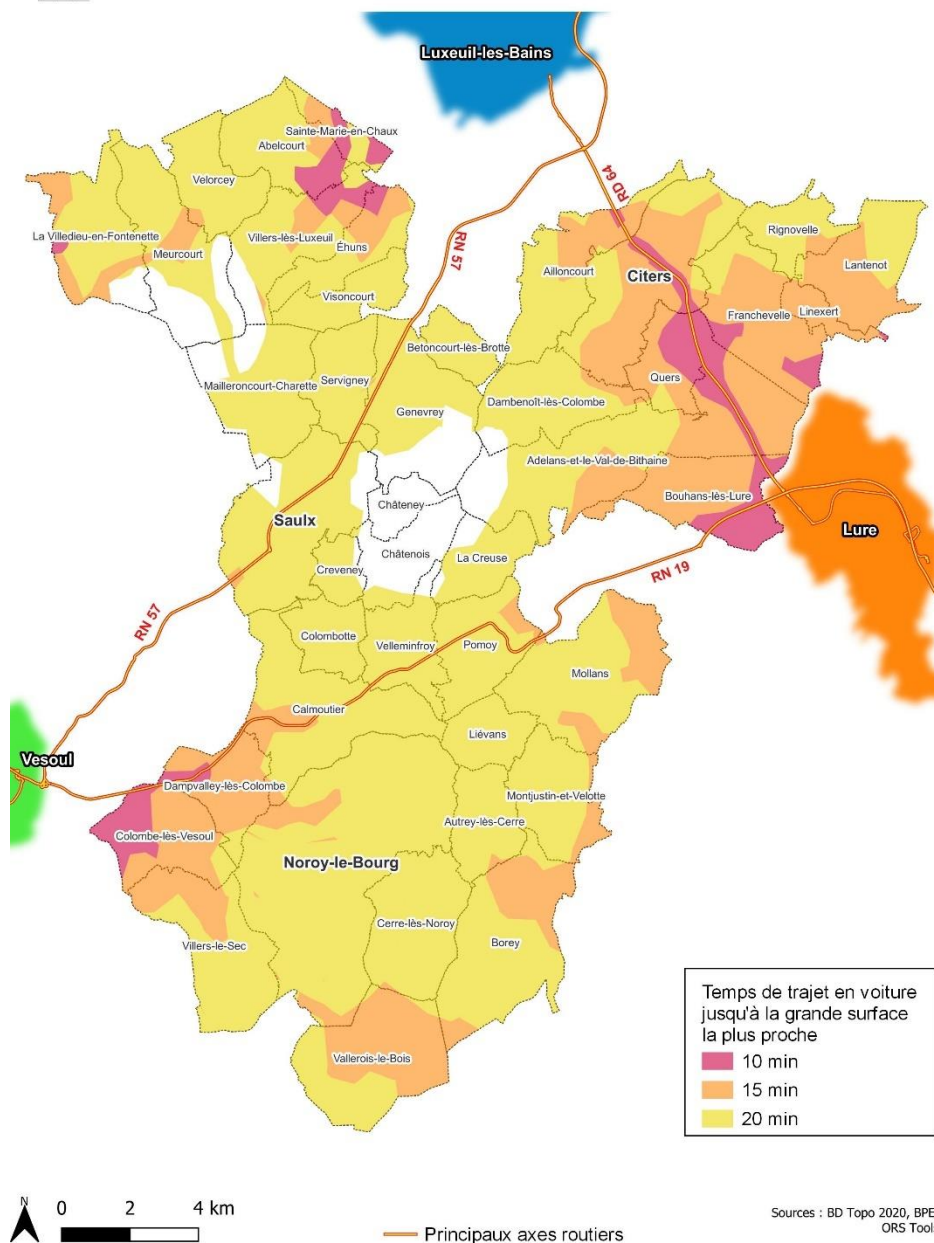 Luxeuil-les-Bains
Sainte-Marie-en-Chaux
Abelcourt
Velorcey
RD 64
La Villedieu-en-Fontenette
Villers-lès-Luxeuil
Éhuns
Meurcourt
RN 57
Rignovelle
Ailloncourt
Citers
Lantenot
Visoncourt
Franchevelle
Linexert
Betoncourt-lès-Brotte
Quers
Mailleroncourt-Charette
Servigney
Genevrey
Dambenoît-lès-Colombe
Adelans-et-le-Val-de-Bithaine
Bouhans-lès-Lure
Châteney
Saulx
Lure
Châtenois
La Creuse
Creveney
RN 19
RN 57
Colombotte
Velleminfroy
Pomoy
Mollans
Calmoutier
Liévans
Vesoul
Dampvalley-lès-Colombe
Montjustin-et-Velotte
Autrey-lès-Cerre
Colombe-lès-Vesoul
Noroy-le-Bourg
Cerre-lès-Noroy
Villers-le-Sec
Borey
Vallerois-le-Bois
Temps de trajet en voiture
jusqu'à la grande surface
la plus proche
10 min
15 min
20 min
N
0 2 4 km
Principaux axes routiers
Sources : BD Topo 2020, BPE
ORS Tool